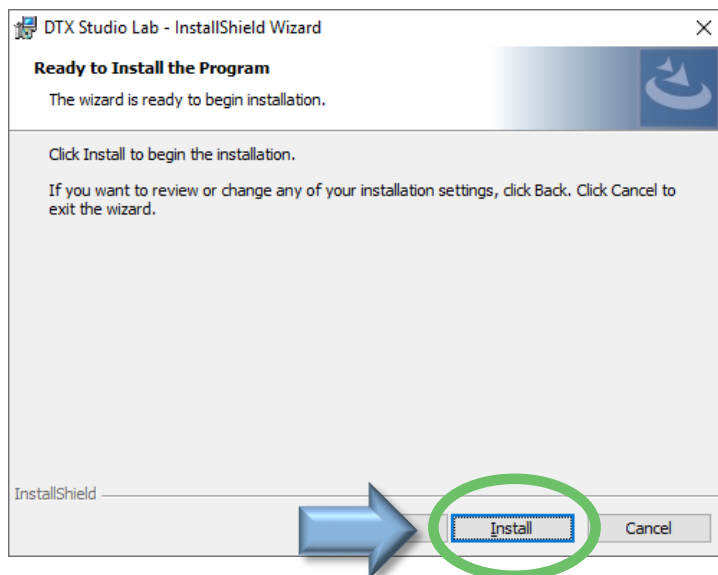 DTX Studio Lab - InstallShield Wizard
Ready to Install the Program
The wizard is ready to begin installation.
Click Install to begin the installation.
If you want to review or change any of your installation settings, click Back. Click Cancel to
exit the wizard.
InstallShield
Install
Cancel